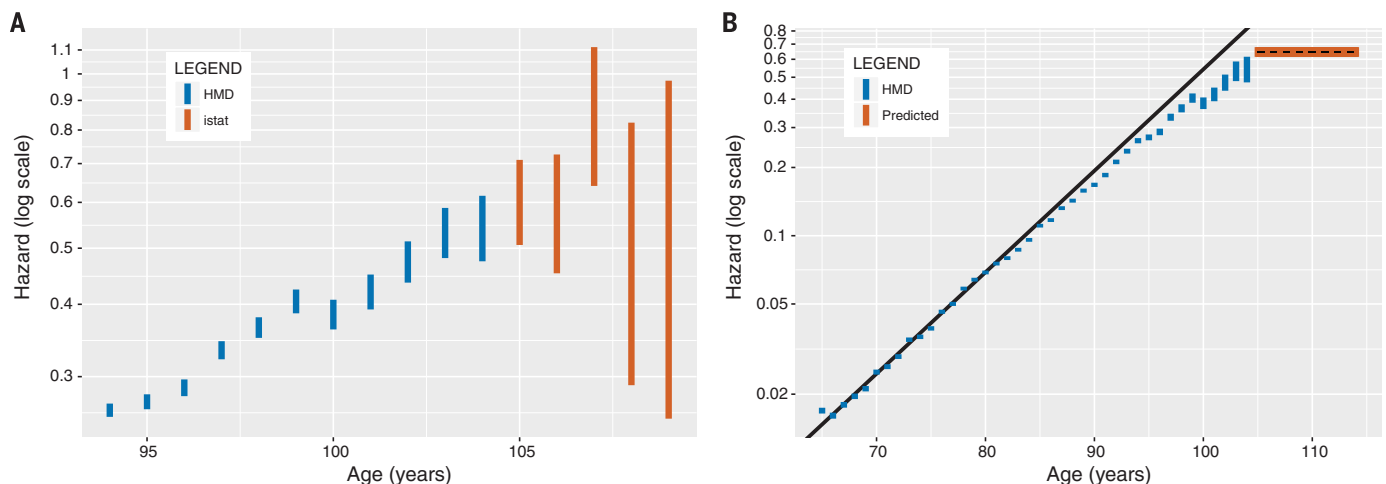 A
Hazard (log scale)
1.1
1
0.9
0.8
0.7
0.6
0.5
0.4
0.3
LEGEND
HMD
istat
95
100
105
Age (years)
B
Hazard (log scale)
0.8
0.7
0.6
0.5
0.4
0.3
0.2
0.1
0.05
0.02
LEGEND
HMD
Predicted
70
80
90
100
110
Age (years)